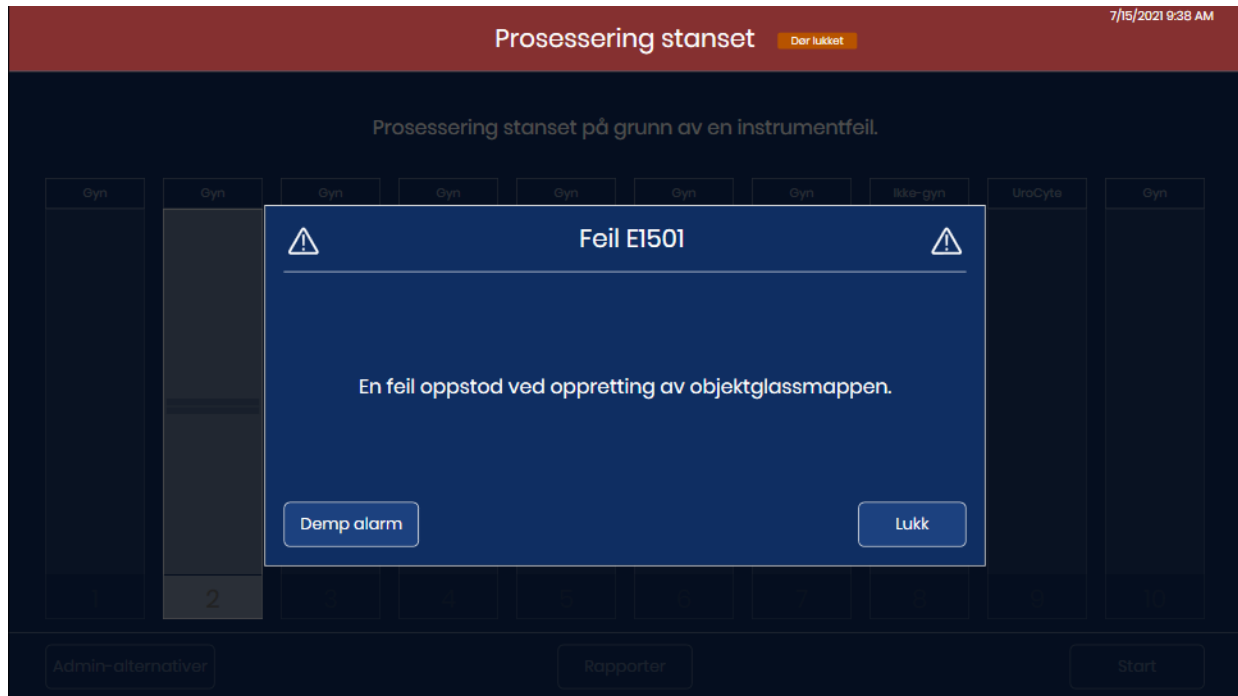 7/15/2021 9:38 AM
Prosessering stanset
Dør lukket
Prosessering stanset på grunn av en instrumentfeil.
Gyn Gyn Gyn Gyn Gyn Gyn Gyn Ikke-gyn UroCyte Gyn
Feil E1501
En feil oppstod ved oppretting av objektglassmappen.
Demp alarm Lukk
1 2 3 4 5 6 7 8 9 10
Admin-alternativer Rapporter Start